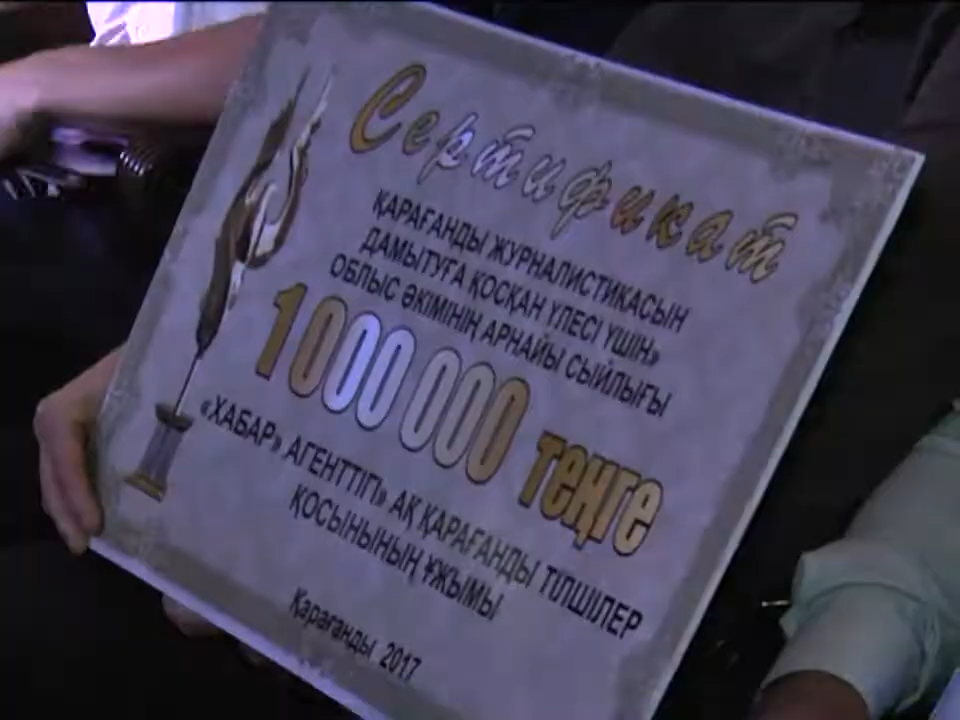 Сертификат
ҚАРАҒАНДЫ ЖУРНАЛИСТИКАСЫН
ДАМЫТУҒА ҚОСҚАН ҮЛЕСІ ҮШІН»
ОБЛЫС ӘКІМІНІҢ АРНАЙЫ СЫЙЛЫҒЫ
1 000 000 теңге
«ХАБАР» АГЕНТТІГІ» АҚ ҚАРАҒАНДЫ ТІЛШІЛЕР
ҚОСЫНЫНЫҢ ҰЖЫМЫ
Қарағанды 2017